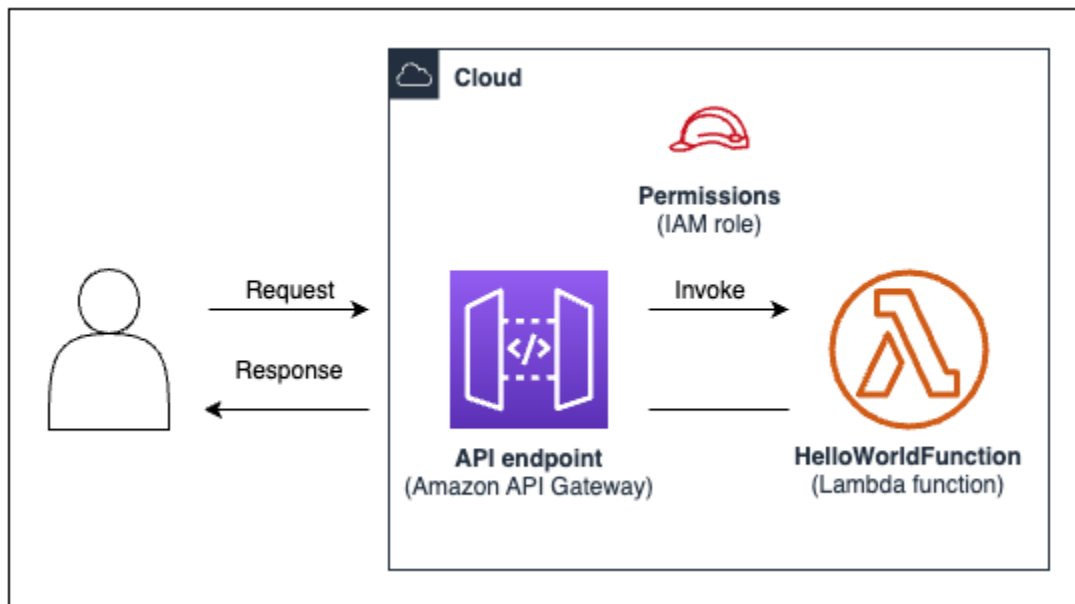 Cloud
Permissions
(IAM role)
Request
Invoke
Response
</>
API endpoint
(Amazon API Gateway)
HelloWorldFunction
(Lambda function)